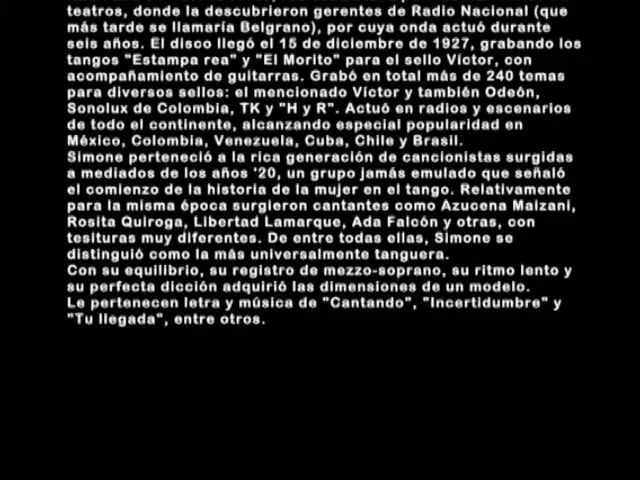 teatros, donde la descubrieron gerentes de Radio Nacional (que
más tarde se llamaría Belgrano), por cuya onda actuó durante
seis años. El disco llegó el 15 de diciembre de 1927, grabando los
tangos "Estampa rea" y "El Morito" para el sello Víctor, con
acompañamiento de guitarras. Grabó en total más de 240 temas
para diversos sellos: el mencionado Víctor y también Odeón,
Sonolux de Colombia, TK y "H y R". Actuó en radios y escenarios
de todo el continente, alcanzando especial popularidad en
México, Colombia, Venezuela, Cuba, Chile y Brasil.
Simone perteneció a la rica generación de cancionistas surgidas
a mediados de los años '20, un grupo jamás emulado que señaló
el comienzo de la historia de la mujer en el tango. Relativamente
para la misma época surgieron cantantes como Azucena Maizani,
Rosita Quiroga, Libertad Lamarque, Ada Falcón y otras, con
tesituras muy diferentes. De entre todas ellas, Simone se
distinguió como la más universalmente tanguera.
Con su equilibrio, su registro de mezzo-soprano, su ritmo lento y
su perfecta dicción adquirió las dimensiones de un modelo.
Le pertenecen letra y música de "Cantando", "Incertidumbre" y
"Tu llegada", entre otros.